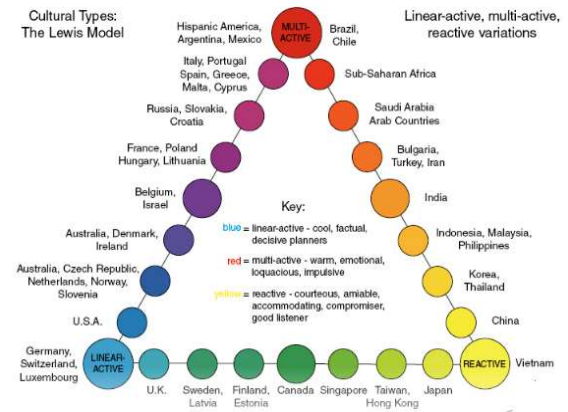 Cultural Types:
The Lewis Model
Linear-active, multi-active,
reactive variations
Hispanic America,
Argentina, Mexico
MULTI-
ACTIVE
Brazil,
Chile
Italy, Portugal
Spain, Greece,
Malta, Cyprus
Sub-Saharan Africa
Russia, Slovakia,
Croatia
Saudi Arabia
Arab Countries
France, Poland
Hungary, Lithuania
Bulgaria,
Turkey, Iran
Belgium,
Israel
India
Key:
blue = linear-active - cool, factual,
decisive planners
red = multi-active - warm, emotional,
loquacious, impulsive
yellow = reactive - courteous, amiable,
accommodating, compromiser,
good listener
Australia, Denmark,
Ireland
Indonesia, Malaysia,
Philippines
Australia, Czech Republic,
Netherlands, Norway,
Slovenia
Korea,
Thailand
U.S.A.
China
Germany,
Switzerland,
Luxembourg
LINEAR-
ACTIVE
REACTIVE
Vietnam
U.K.
Sweden,
Latvia
Finland,
Estonia
Canada
Singapore
Taiwan,
Hong Kong
Japan